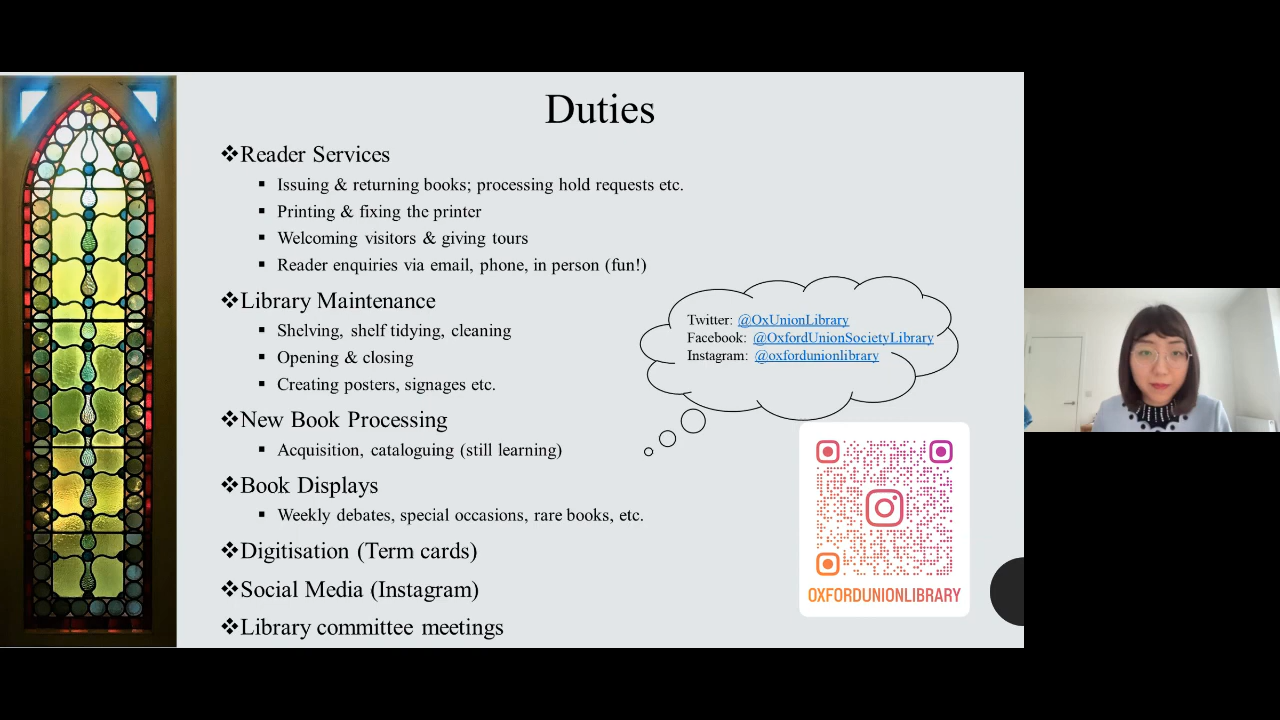 Duties
❖Reader Services
▪ Issuing & returning books; processing hold requests etc.
▪ Printing & fixing the printer
▪ Welcoming visitors & giving tours
▪ Reader enquiries via email, phone, in person (fun!)
❖Library Maintenance
▪ Shelving, shelf tidying, cleaning
▪ Opening & closing
▪ Creating posters, signages etc.
❖New Book Processing
▪ Acquisition, cataloguing (still learning)
❖Book Displays
▪ Weekly debates, special occasions, rare books, etc.
❖Digitisation (Term cards)
❖Social Media (Instagram)
❖Library committee meetings
Twitter: @OxUnionLibrary
Facebook: @OxfordUnionSocietyLibrary
Instagram: @oxfordunionlibrary
OXFORDUNIONLIBRARY